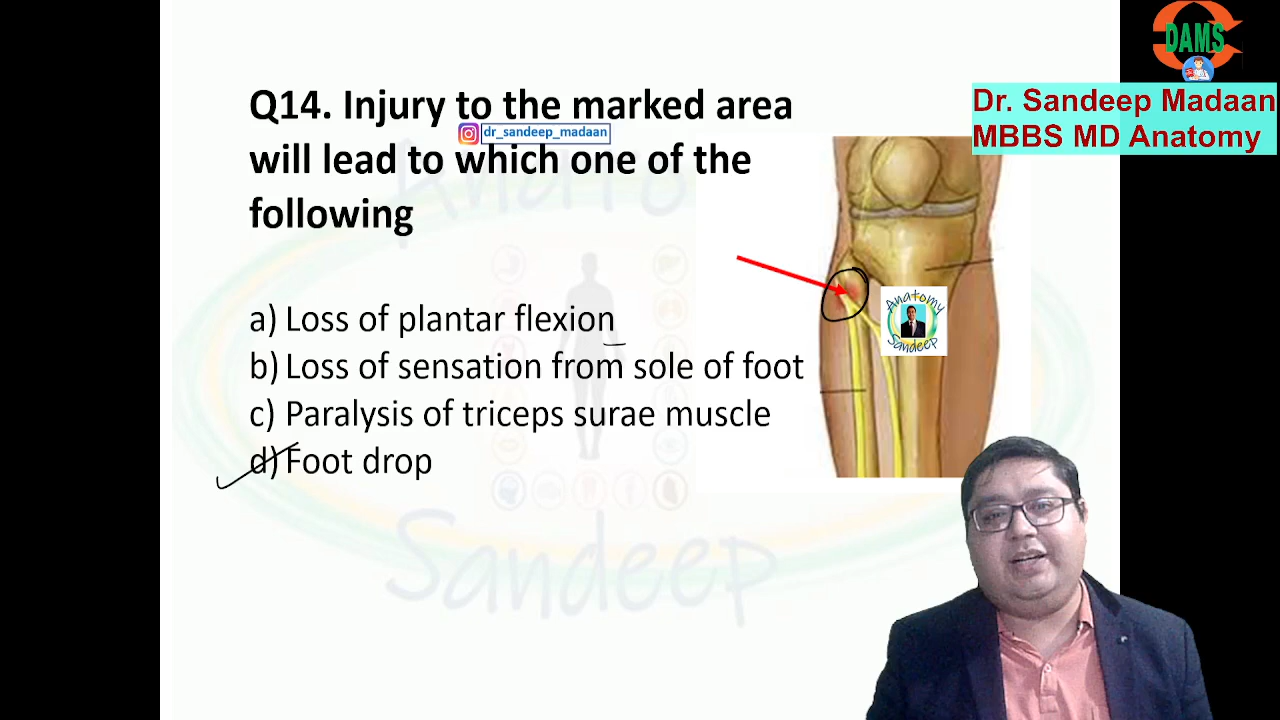 DAMS
Dr. Sandeep Madaan
MBBS MD Anatomy
Q14. Injury to the marked area
dr_sandeep_madaan
will lead to which one of the
following
a) Loss of plantar flexion
b) Loss of sensation from sole of foot
c) Paralysis of triceps surae muscle
d) Foot drop
Anatomy
Sandeep
Anatomy
Sandeep